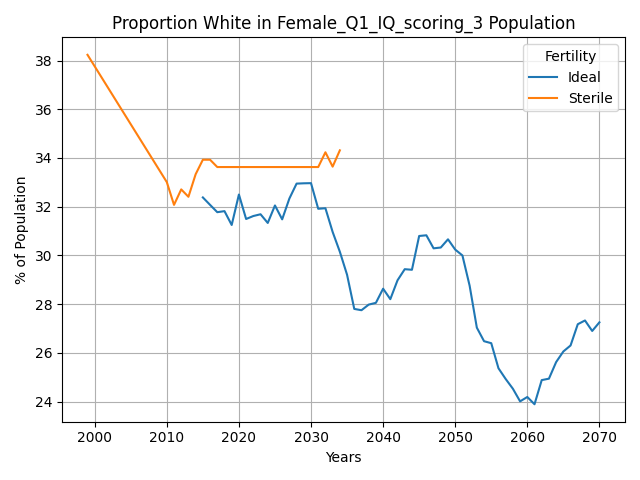 Proportion White in Female_Q1_IQ_scoring_3 Population
Fertility
Ideal
Sterile
% of Population
38
36
34
32
30
28
26
24
2000 2010 2020 2030 2040 2050 2060 2070
Years